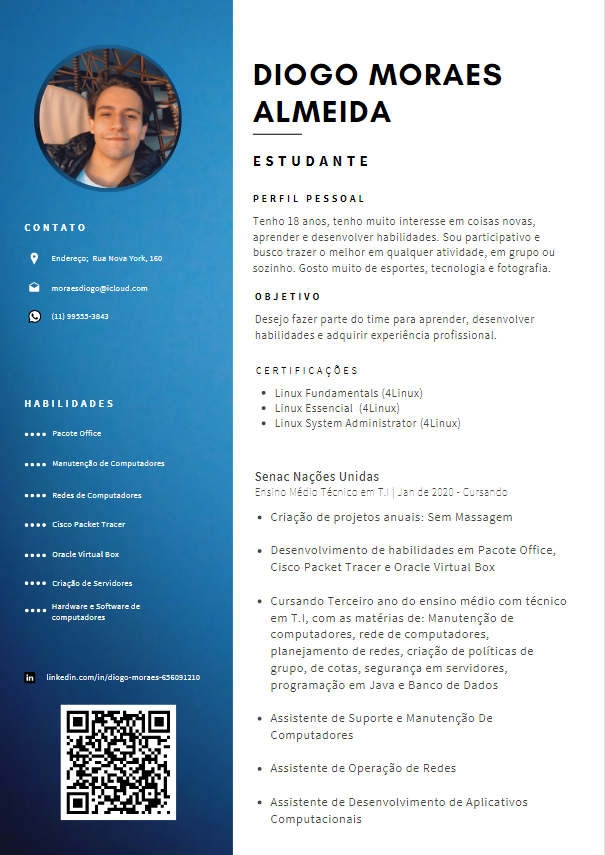 DIOGO MORAES
ALMEIDA
ESTUDANTE
PERFIL PESSOAL
Tenho 18 anos, tenho muito interesse em coisas novas,
aprender e desenvolver habilidades. Sou participativo e
busco trazer o melhor em qualquer atividade, em grupo ou
sozinho. Gosto muito de esportes, tecnologia e fotografia.
OBJETIVO
Desejo fazer parte do time para aprender, desenvolver
habilidades e adquirir experiência profissional.
CERTIFICAÇÕES
• Linux Fundamentals (4Linux)
• Linux Essencial (4Linux)
• Linux System Administrator (4Linux)
Senac Nações Unidas
Ensino Médio Técnico em T.I | Jan de 2020 - Cursando
• Criação de projetos anuais: Sem Massagem
• Desenvolvimento de habilidades em Pacote Office,
Cisco Packet Tracer e Oracle Virtual Box
• Cursando Terceiro ano do ensino médio com técnico
em T.I, com as matérias de: Manutenção de
computadores, rede de computadores,
planejamento de redes, criação de políticas de
grupo, de cotas, segurança em servidores,
programação em Java e Banco de Dados
• Assistente de Suporte e Manutenção De
Computadores
• Assistente de Operação de Redes
• Assistente de Desenvolvimento de Aplicativos
Computacionais
CONTATO
Endereço; Rua Nova York, 160
moraesdiogo@icloud.com
(11) 99555-3843
HABILIDADES
Pacote Office
Manutenção de Computadores
Redes de Computadores
Cisco Packet Tracer
Oracle Virtual Box
Criação de Servidores
Hardware e Software de
computadores
in linkedin.com/in/diogo-moraes-656091210